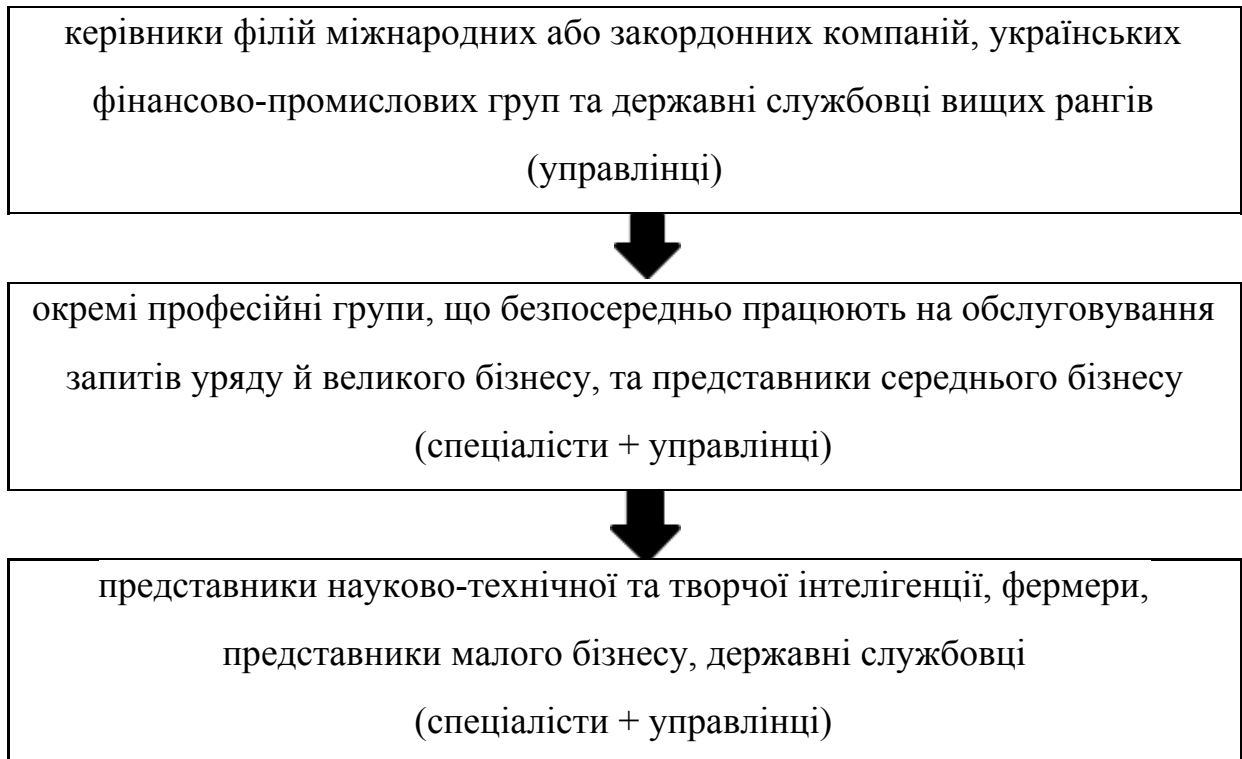 керівники філій міжнародних або закордонних компаній, українських
фінансово-промислових груп та державні службовці вищих рангів
(управлінці)
окремі професійні групи, що безпосередньо працюють на обслуговування
запитів уряду й великого бізнесу, та представники середнього бізнесу
(спеціалісти + управлінці)
представники науково-технічної та творчої інтелігенції, фермери,
представники малого бізнесу, державні службовці
(спеціалісти + управлінці)